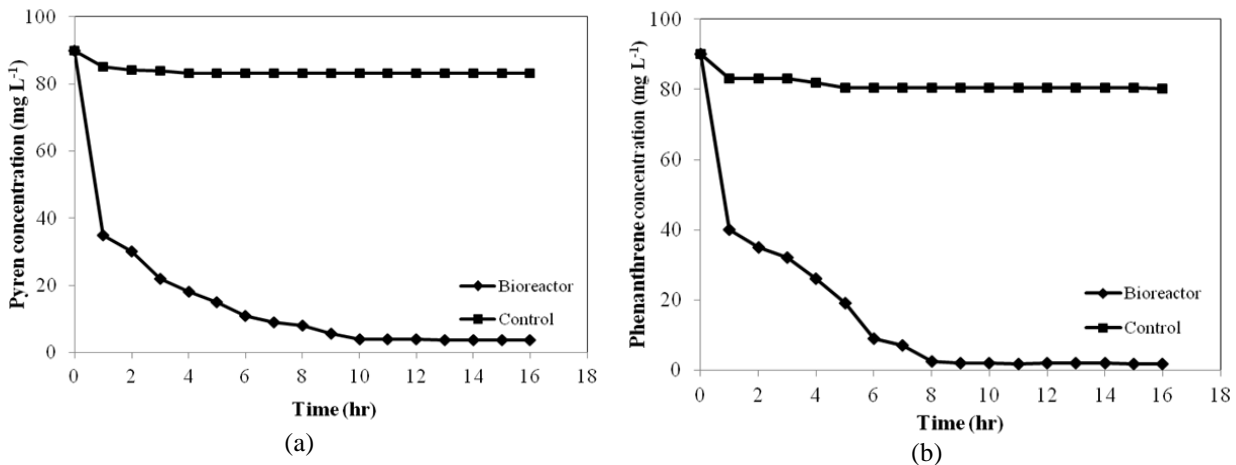 Pyren concentration (mg L-1)
100
80
60
40
20
0
Bioreactor
Control
0 2 4 6 8 10 12 14 16 18
Time (hr)
(a)
Phenanthrene concentration (mg L-1)
100
80
60
40
20
0
Bioreactor
Control
0 2 4 6 8 10 12 14 16 18
Time (hr)
(b)